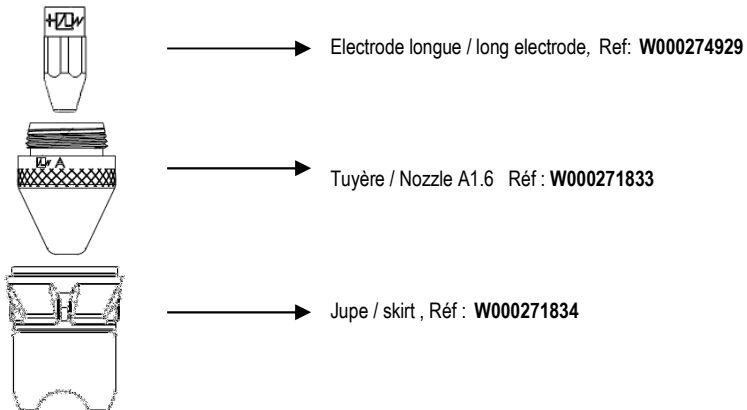 Electrode longue / long electrode, Ref: W000274929
A
Tuyère / Nozzle A1.6 Réf : W000271833
Jupe / skirt , Réf : W000271834